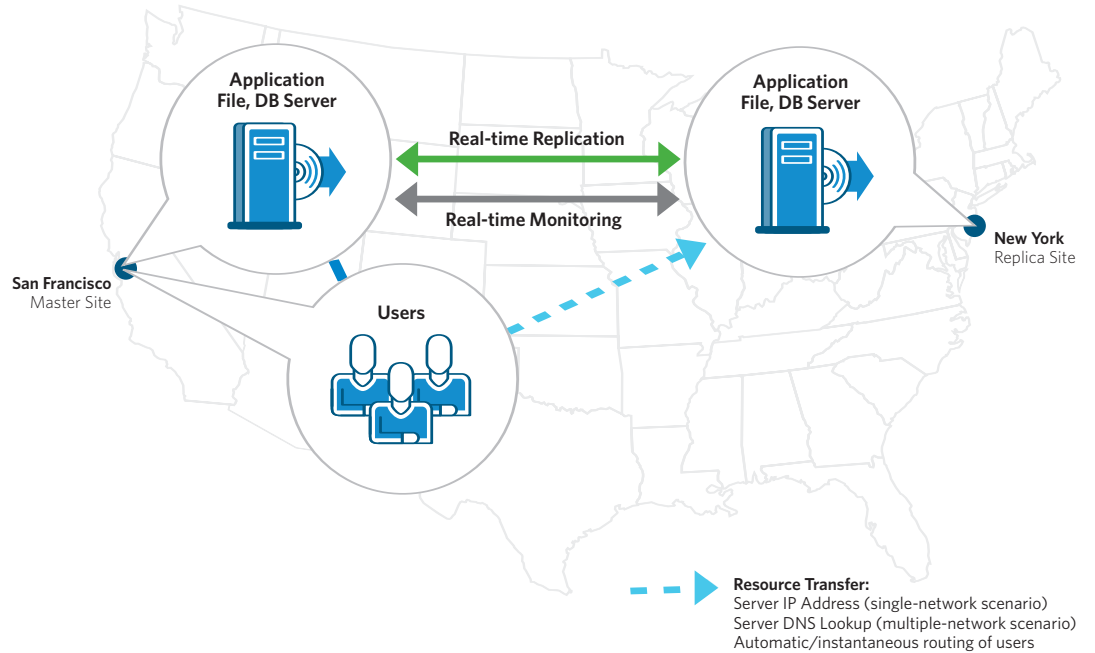 Application
File, DB Server
Application
File, DB Server
Real-time Replication
Real-time Monitoring
New York
Replica Site
San Francisco
Master Site
Users
Resource Transfer:
Server IP Address (single-network scenario)
Server DNS Lookup (multiple-network scenario)
Automatic/instantaneous routing of users